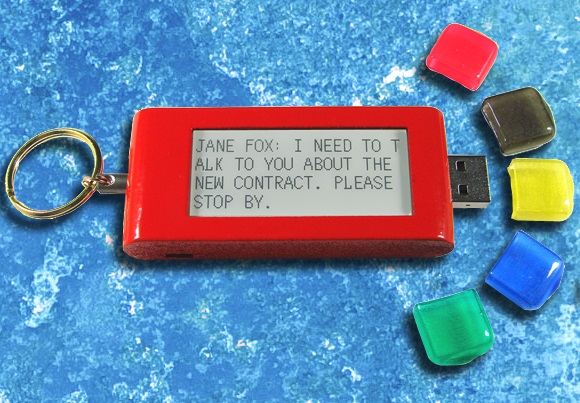 JANE FOX: I NEED TO T
ALK TO YOU ABOUT THE
NEW CONTRACT. PLEASE
STOP BY.